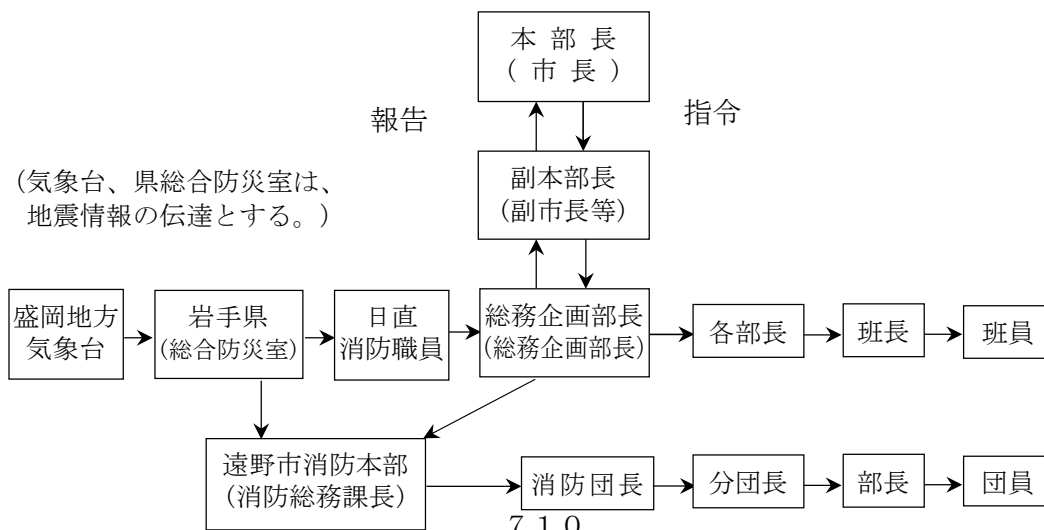 本部長
(市長)
報告
指令
(気象台、県総合防災室は、
地震情報の伝達とする。)
副本部長
(副市長等)
盛岡地方
気象台
岩手県
(総合防災室)
日直
消防職員
総務企画部長
(総務企画部長)
各部長
班長
班員
遠野市消防本部
(消防総務課長)
消防団長
分団長
部長
団員
710